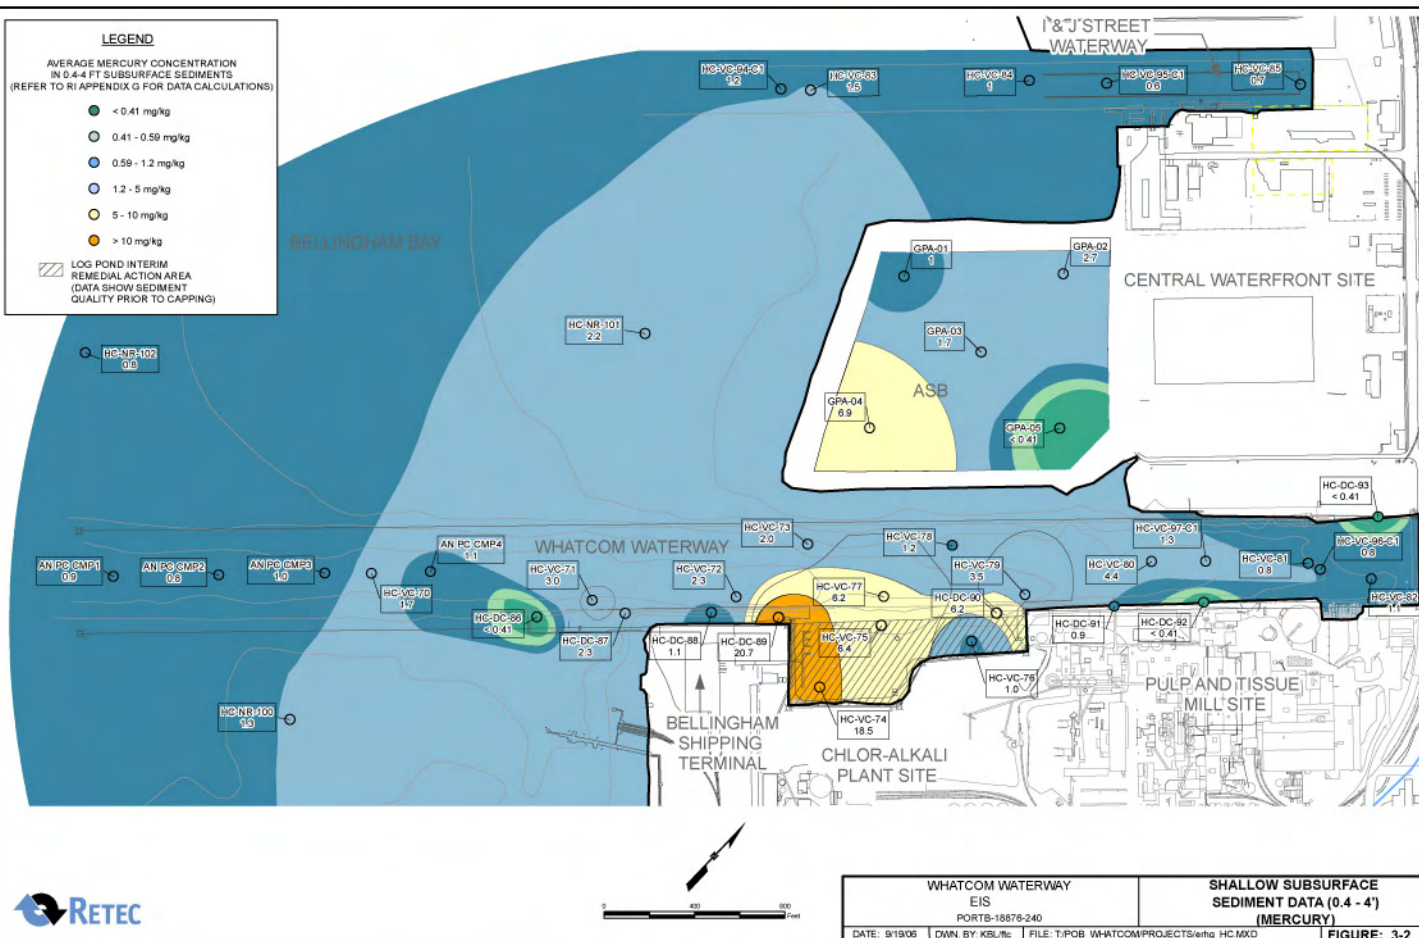 LEGEND
AVERAGE MERCURY CONCENTRATION
IN 0.4-4 FT SUBSURFACE SEDIMENTS
(REFER TO RI APPENDIX G FOR DATA CALCULATIONS)
< 0.41 mg/kg
0.41 - 0.59 mg/kg
0.59 - 1.2 mg/kg
1.2 - 5 mg/kg
5 - 10 mg/kg
> 10 mg/kg
LOG POND INTERIM
REMEDIAL ACTION AREA
(DATA SHOW SEDIMENT
QUALITY PRIOR TO CAPPING)
I & J STREET
WATERWAY
HC-VC-94-C1
1.2
HC-VC-83
1.5
HC-VC-84
1
HC-VC-95-C1
0.6
HC-VC-85
0.7
BELLINGHAM BAY
GPA-01
1
GPA-02
2.7
CENTRAL WATERFRONT SITE
HC-NR-101
2.2
GPA-03
1.7
HC-NR-102
0.8
ASB
GPA-04
6.9
GPA-05
< 0.41
HC-DC-93
< 0.41
HC-VC-73
2.0
HC-VC-78
1.2
HC-VC-97-C1
1.3
HC-VC-96-C1
0.8
WHATCOM WATERWAY
AN PC CMP1
0.9
AN PC CMP2
0.8
AN PC CMP3
1.0
AN PC CMP4
1.1
HC-VC-70
1.7
HC-VC-71
3.0
HC-VC-72
2.3
HC-VC-77
6.2
HC-VC-79
3.5
HC-VC-80
4.4
HC-VC-81
0.8
HC-VC-82
1.1
HC-DC-86
< 0.41
HC-DC-87
2.3
HC-DC-88
1.1
HC-DC-89
20.7
HC-VC-75
6.4
HC-DC-90
6.2
HC-DC-91
0.9
HC-DC-92
< 0.41
HC-VC-76
1.0
HC-NR-100
1.3
HC-VC-74
18.5
BELLINGHAM
SHIPPING
TERMINAL
CHLOR-ALKALI
PLANT SITE
PULP AND TISSUE
MILL SITE
RETEC
0 400 800
Feet
WHATCOM WATERWAY
EIS
PORTB-18876-240
SHALLOW SUBSURFACE
SEDIMENT DATA (0.4 - 4')
(MERCURY)
DATE: 9/19/06 DWN. BY: KBL/ftc FILE: T:/POB_WHATCOM/PROJECTS/erhg_HC.MXD FIGURE: 3-2